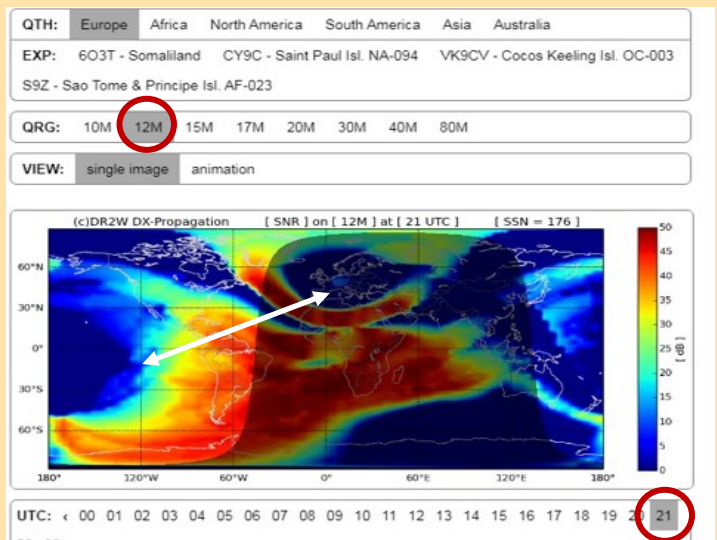 QTH: Europe Africa North America South America Asia Australia
EXP: 6O3T - Somaliland CY9C - Saint Paul Isl. NA-094 VK9CV - Cocos Keeling Isl. OC-003
S9Z - Sao Tome & Principe Isl. AF-023
QRG: 10M 12M 15M 17M 20M 30M 40M 80M
VIEW: single image animation
(c)DR2W DX-Propagation [ SNR ] on [ 12M ] at [ 21 UTC ] [ SSN = 176 ]
50
45
60°N
40
35
30°N
30
25
0°
[ dB ]
20
15
30°S
10
60°S
5
0
180° 120°W 60°W 0° 60°E 120°E 180°
UTC: ‹ 00 01 02 03 04 05 06 07 08 09 10 11 12 13 14 15 16 17 18 19 20 21